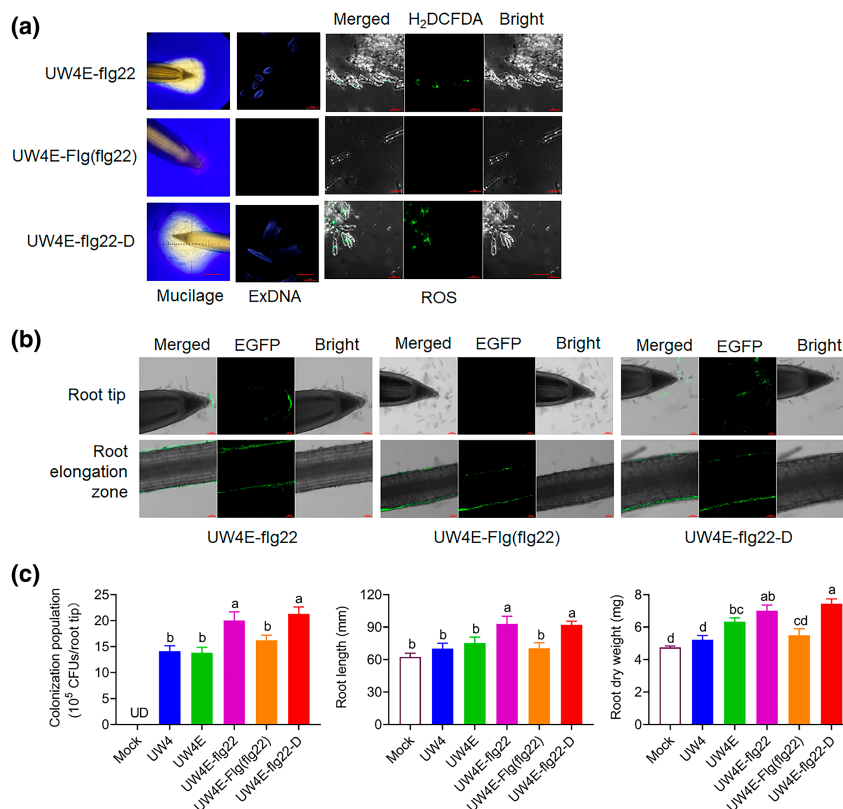 (a)
Merged H₂DCFDA Bright
UW4E-flg22
UW4E-Flg(flg22)
UW4E-flg22-D
Mucilage ExDNA ROS
(b)
Merged EGFP Bright Merged EGFP Bright Merged EGFP Bright
Root tip
Root
elongation
zone
UW4E-flg22 UW4E-Flg(flg22) UW4E-flg22-D
(c)
Colonization population
(10⁵ CFUs/root tip)
25
20
15
10
5
0
UD b b a b a
Mock UW4 UW4E UW4E-flg22 UW4E-Flg(flg22) UW4E-flg22-D
Root length (mm)
120
90
60
30
0
b b b a b a
Mock UW4 UW4E UW4E-flg22 UW4E-Flg(flg22) UW4E-flg22-D
Root dry weight (mg)
8
6
4
2
0
d d bc ab cd a
Mock UW4 UW4E UW4E-flg22 UW4E-Flg(flg22) UW4E-flg22-D